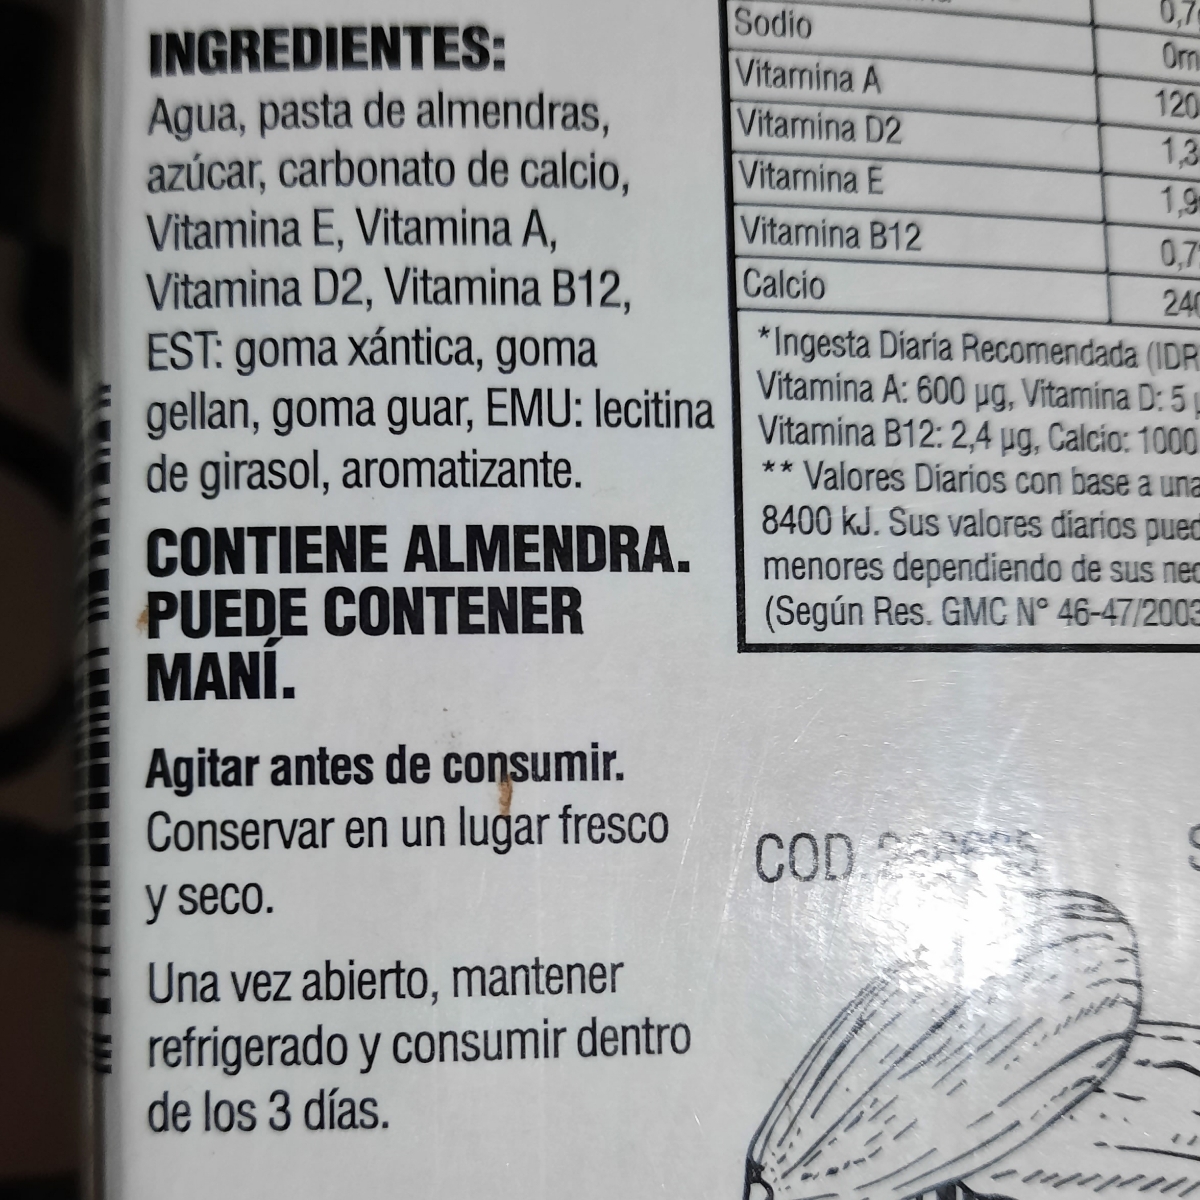 INGREDIENTES:
Agua, pasta de almendras,
azúcar, carbonato de calcio,
Vitamina E, Vitamina A,
Vitamina D2, Vitamina B12,
EST: goma xántica, goma
gellan, goma guar, EMU: lecitina
de girasol, aromatizante.
CONTIENE ALMENDRA.
PUEDE CONTENER
MANÍ.
Agitar antes de consumir.
Conservar en un lugar fresco
y seco.
Una vez abierto, mantener
refrigerado y consumir dentro
de los 3 días.
Sodio
Vitamina A
Vitamina D2
Vitamina E
Vitamina B12
Calcio
*Ingesta Diaria Recomendada (IDR
Vitamina A: 600 µg, Vitamina D: 5
Vitamina B12: 2,4 µg, Calcio: 1000
** Valores Diarios con base a una
8400 kJ. Sus valores diarios
menores dependiendo de sus
(Según Res. GMC N° 46-47/2003
COD.